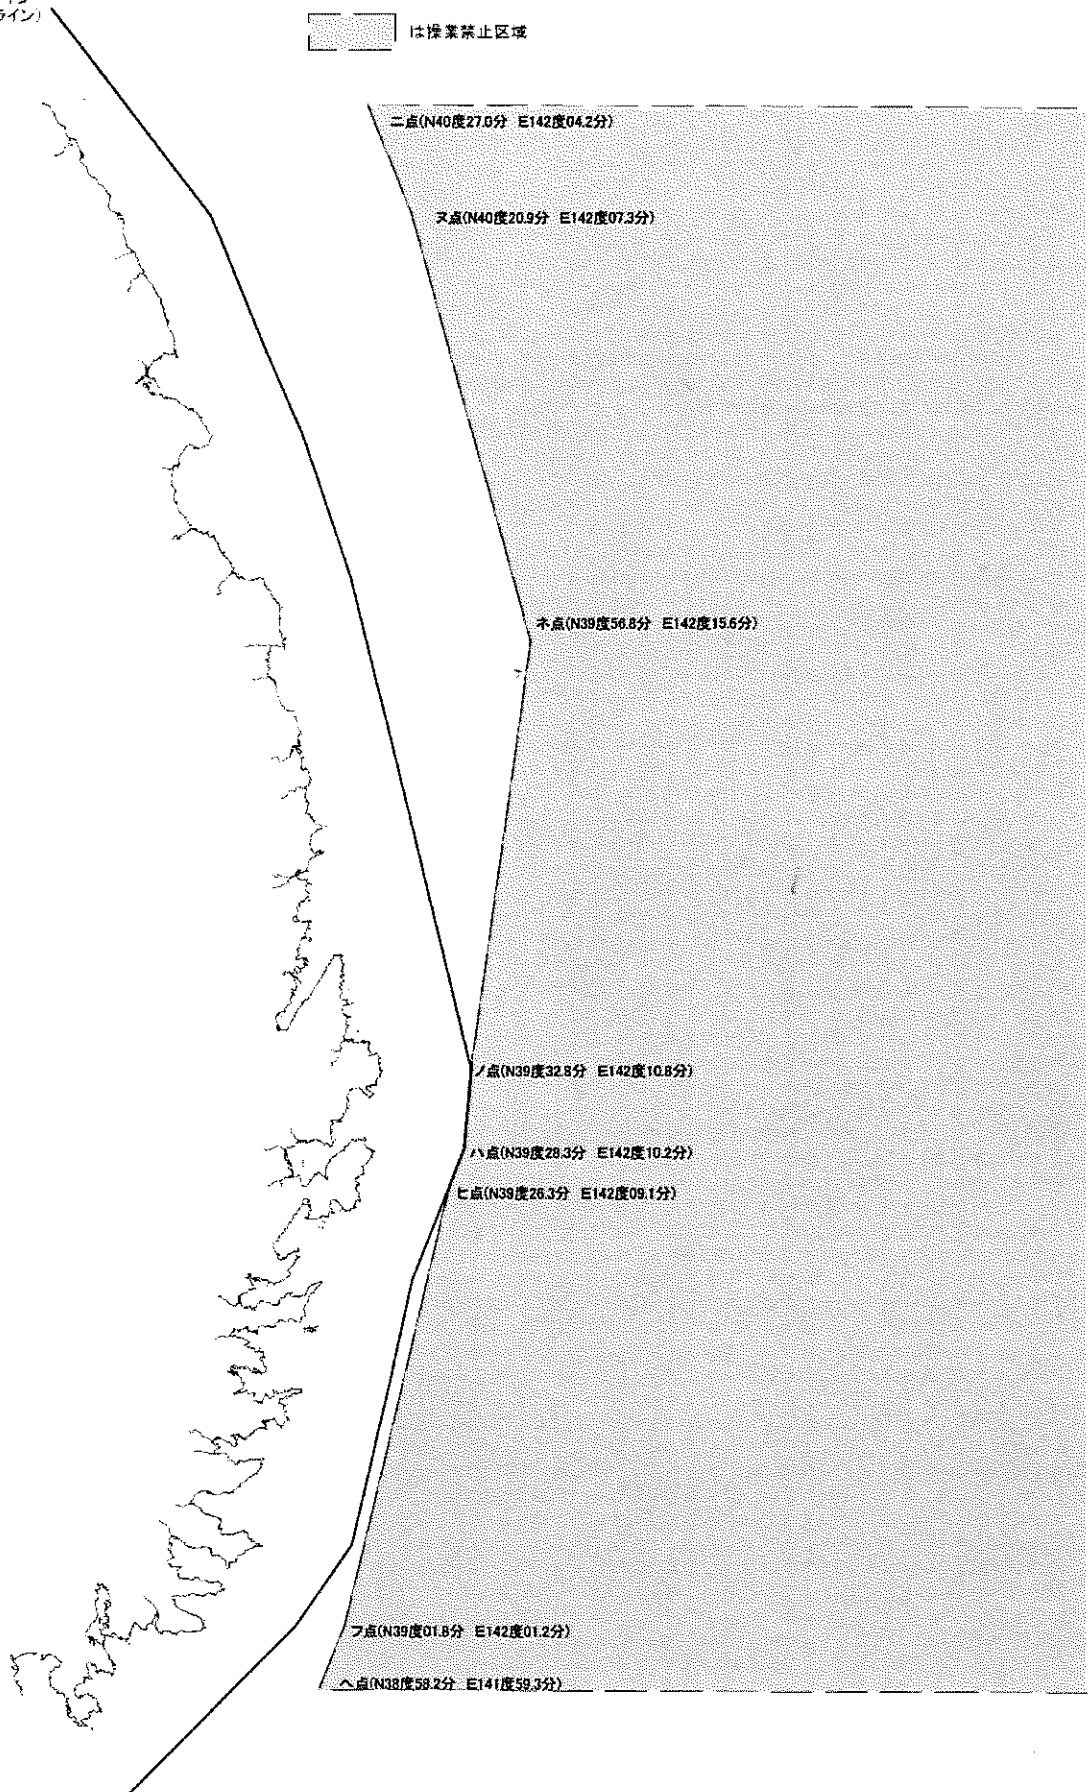 ライン)
は操業禁止区域
ニ点(N40度27.0分 E142度04.2分)
ヌ点(N40度20.9分 E142度07.3分)
ネ点(N39度56.8分 E142度15.6分)
ノ点(N39度32.8分 E142度10.8分)
ハ点(N39度28.3分 E142度10.2分)
ヒ点(N39度26.3分 E142度09.1分)
フ点(N39度01.8分 E142度01.2分)
ヘ点(N38度58.2分 E141度59.3分)